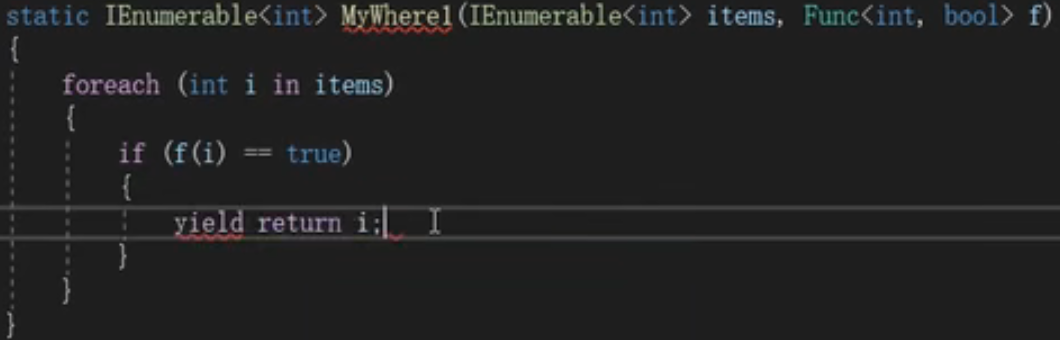 static IEnumerable<int> MyWhere1(IEnumerable<int> items, Func<int, bool> f)
{
    foreach (int i in items)
    {
        if (f(i) == true)
        {
            yield return i;
        }
    }
}